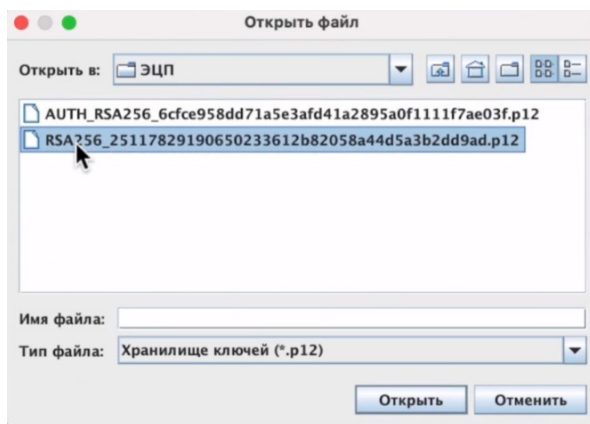 Открыть файл
Открыть в: ЭЦП
AUTH_RSA256_6cfce958dd71a5e3afd41a2895a0f1111f7ae03f.p12
RSA256_25117829190650233612b82058a44d5a3b2dd9ad.p12
Имя файла:
Тип файла: Хранилище ключей (*.p12)
Открыть Отменить